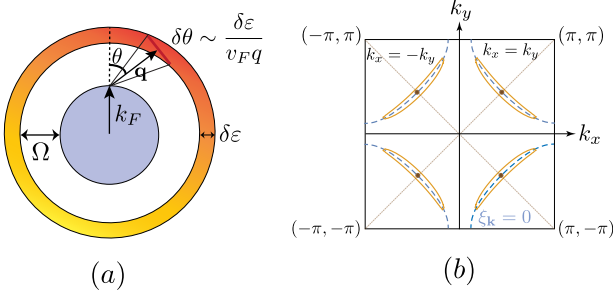 δθ ~ δε / v_F q
θ
q
k_F
Ω
δε
(a)
k_y
(−π, π)
(π, π)
k_x = −k_y
k_x = k_y
k_x
ξ_k = 0
(−π, −π)
(π, −π)
(b)